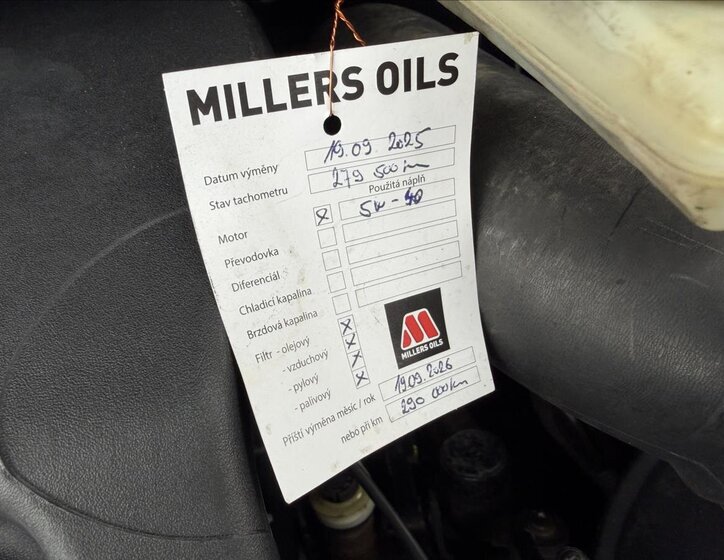 MILLERS OILS
Datum výměny 19.09.2025
Stav tachometru 279 500 km
Použitá náplň
Motor x 5W-40
Převodovka
Diferenciál
Chladicí kapalina
Brzdová kapalina
Filtr - olejový x
- vzduchový x
- pylový x
- palivový x
MILLERS OILS
Příští výměna měsíc / rok 19.09.2026
nebo při km 290 000 km